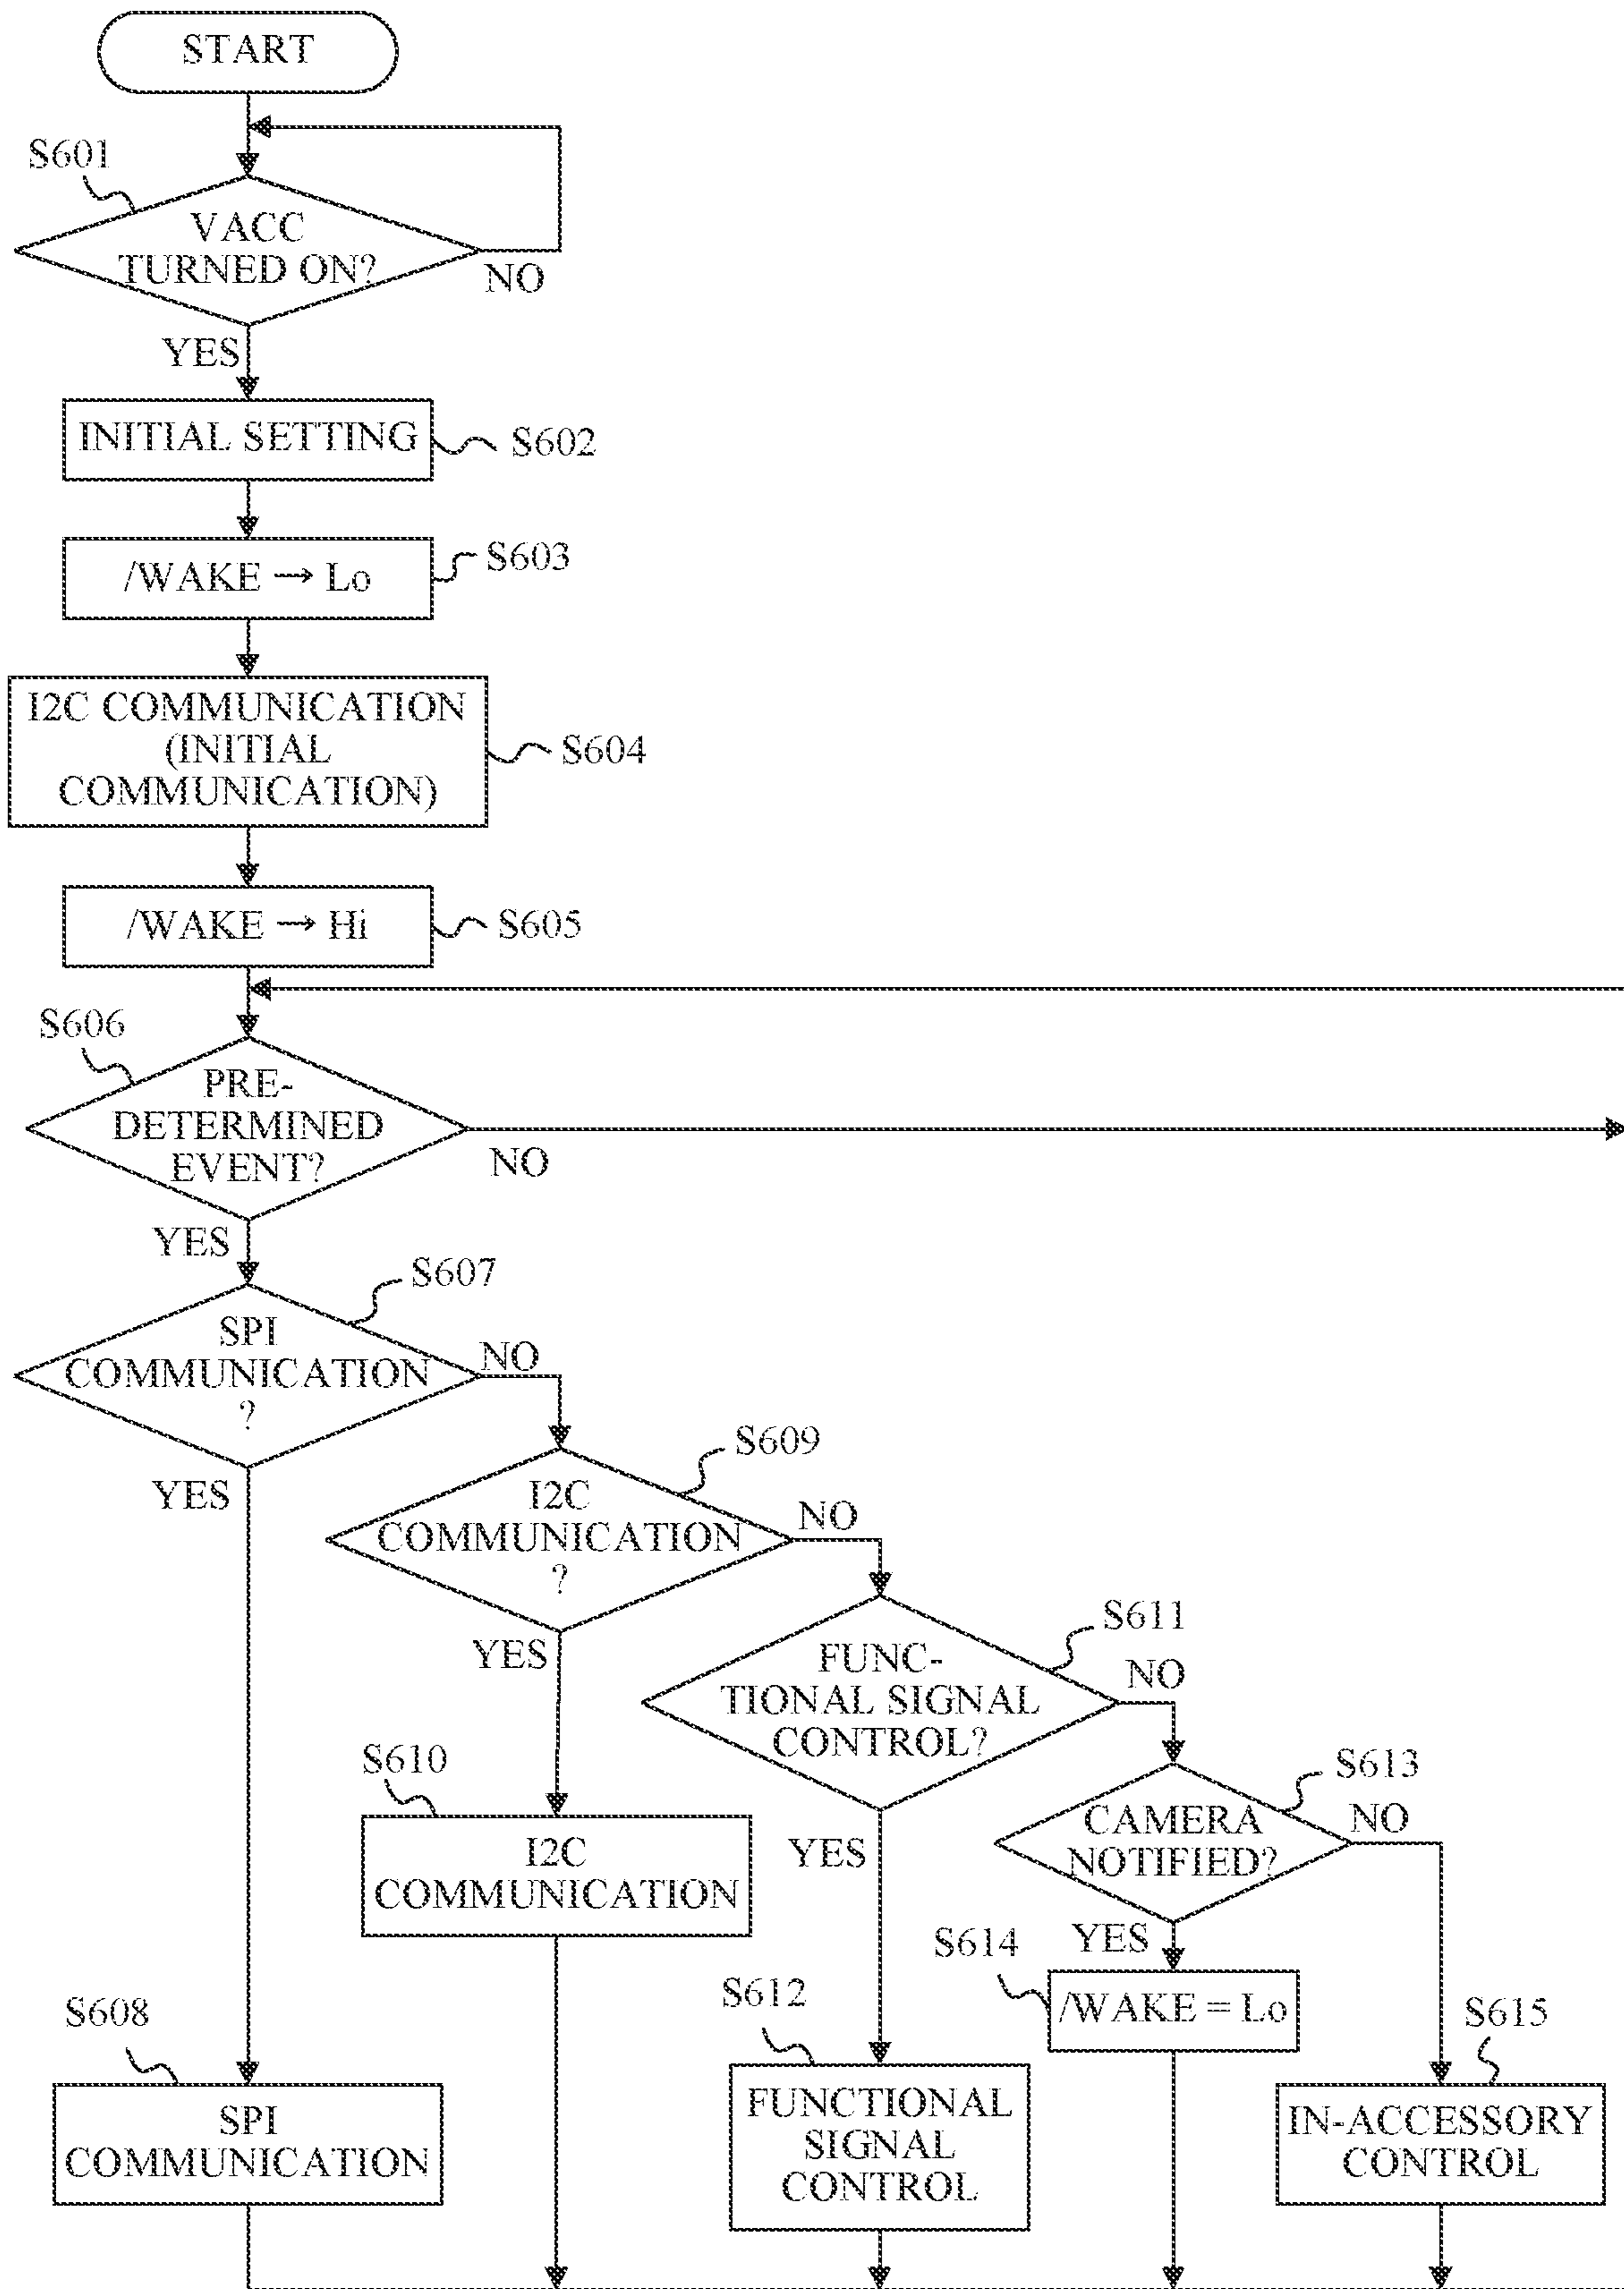 START
S601
VACC
TURNED ON?
NO
YES
INITIAL SETTING
S602
/WAKE → Lo
S603
I2C COMMUNICATION
(INITIAL
COMMUNICATION)
S604
/WAKE → Hi
S605
S606
PRE-
DETERMINED
EVENT?
NO
YES
S607
SPI
COMMUNICATION
?
NO
YES
S609
I2C
COMMUNICATION
?
NO
YES
S611
FUNC-
TIONAL SIGNAL
CONTROL?
NO
YES
S610
I2C
COMMUNICATION
S613
CAMERA
NOTIFIED?
NO
YES
S614
/WAKE = Lo
S612
FUNCTIONAL
SIGNAL
CONTROL
S608
SPI
COMMUNICATION
S615
IN-ACCESSORY
CONTROL